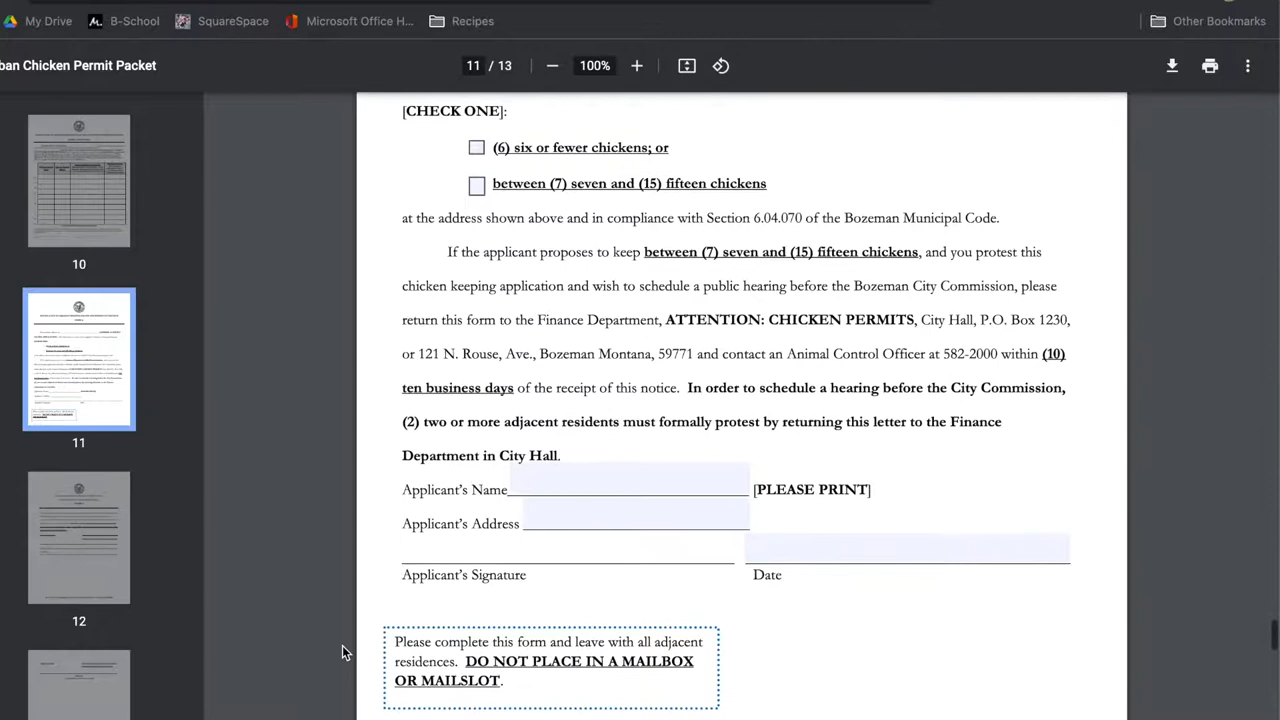 My Drive
B-School
SquareSpace
Microsoft Office H...
Recipes
Other Bookmarks
ban Chicken Permit Packet
11 / 13
100%
10
11
12
[CHECK ONE]:
(6) six or fewer chickens; or
between (7) seven and (15) fifteen chickens
at the address shown above and in compliance with Section 6.04.070 of the Bozeman Municipal Code.
If the applicant proposes to keep between (7) seven and (15) fifteen chickens, and you protest this
chicken keeping application and wish to schedule a public hearing before the Bozeman City Commission, please
return this form to the Finance Department, ATTENTION: CHICKEN PERMITS, City Hall, P.O. Box 1230,
or 121 N. Rouse, Ave., Bozeman Montana, 59771 and contact an Animal Control Officer at 582-2000 within (10)
ten business days of the receipt of this notice. In order to schedule a hearing before the City Commission,
(2) two or more adjacent residents must formally protest by returning this letter to the Finance
Department in City Hall.
Applicant's Name [PLEASE PRINT]
Applicant's Address
Applicant's Signature Date
Please complete this form and leave with all adjacent
residences. DO NOT PLACE IN A MAILBOX
OR MAILSLOT.